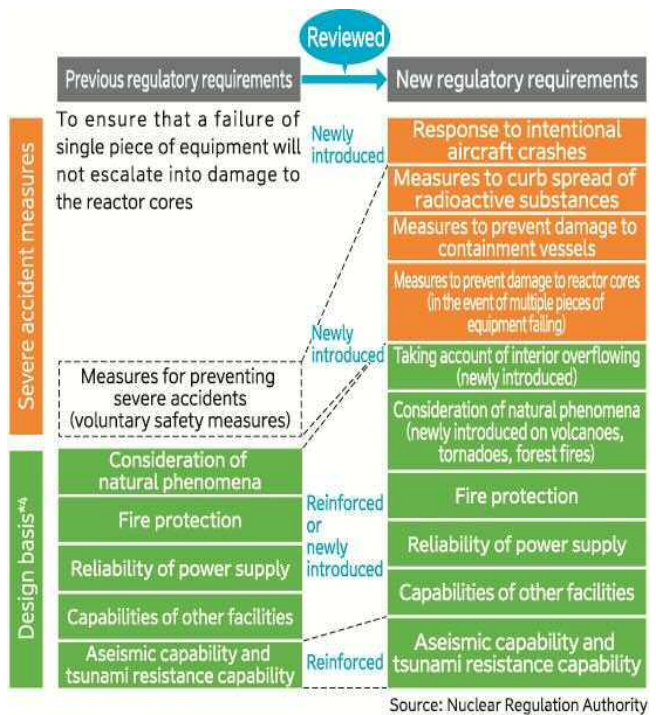 Reviewed
Previous regulatory requirements
New regulatory requirements
Severe accident measures
To ensure that a failure of
single piece of equipment will
not escalate into damage to
the reactor cores
Measures for preventing
severe accidents
(voluntary safety measures)
Newly
introduced
Newly
introduced
Response to intentional
aircraft crashes
Measures to curb spread of
radioactive substances
Measures to prevent damage to
containment vessels
Measures to prevent damage to reactor cores
(in the event of multiple pieces of
equipment failing)
Design basis*4
Consideration of
natural phenomena
Fire protection
Reliability of power supply
Capabilities of other facilities
Aseismic capability and
tsunami resistance capability
Reinforced
or
newly
introduced
Reinforced
Taking account of interior overflowing
(newly introduced)
Consideration of natural phenomena
(newly introduced on volcanoes,
tornadoes, forest fires)
Fire protection
Reliability of power supply
Capabilities of other facilities
Aseismic capability and
tsunami resistance capability
Source: Nuclear Regulation Authority